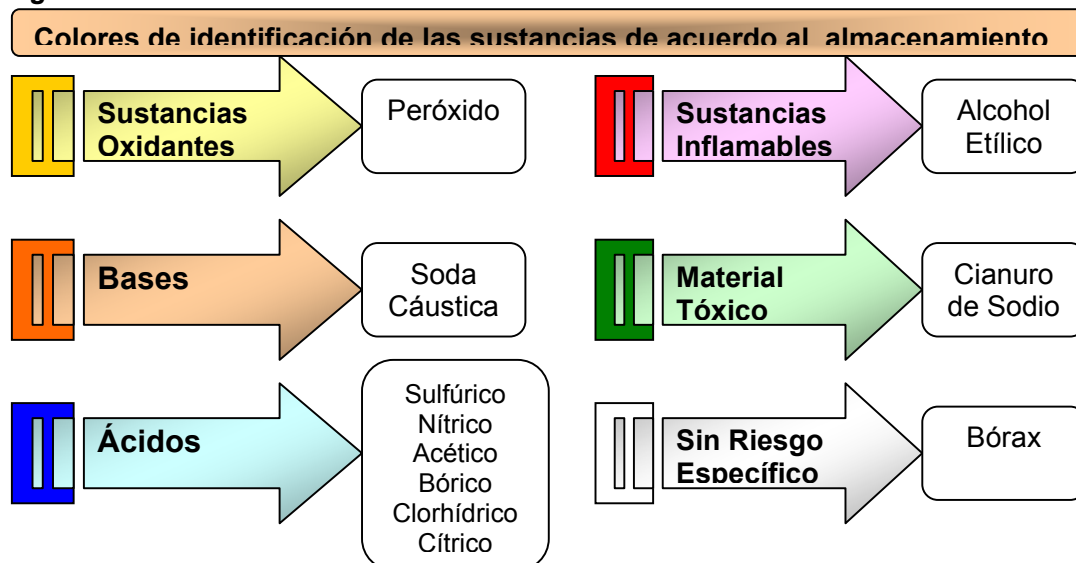 Colores de identificación de las sustancias de acuerdo al almacenamiento
Sustancias
Oxidantes
Peróxido
Sustancias
Inflamables
Alcohol
Etílico
Bases
Soda
Cáustica
Material
Tóxico
Cianuro
de Sodio
Ácidos
Sulfúrico
Nítrico
Acético
Bórico
Clorhídrico
Cítrico
Sin Riesgo
Específico
Bórax